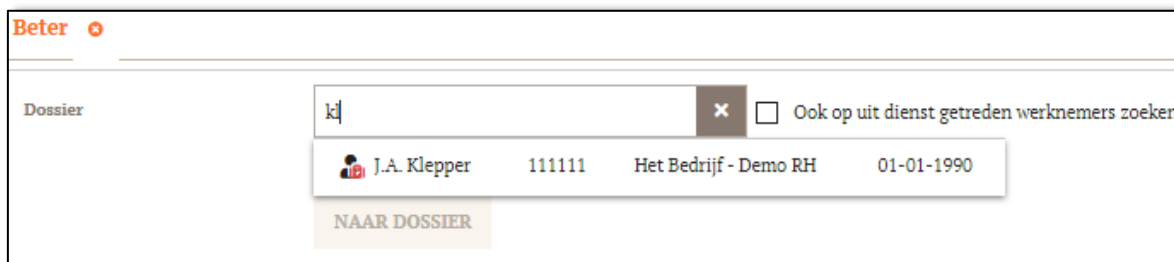 Beter
Dossier kl Ook op uit dienst getreden werknemers zoeken
J.A. Klepper 111111 Het Bedrijf - Demo RH 01-01-1990
NAAR DOSSIER